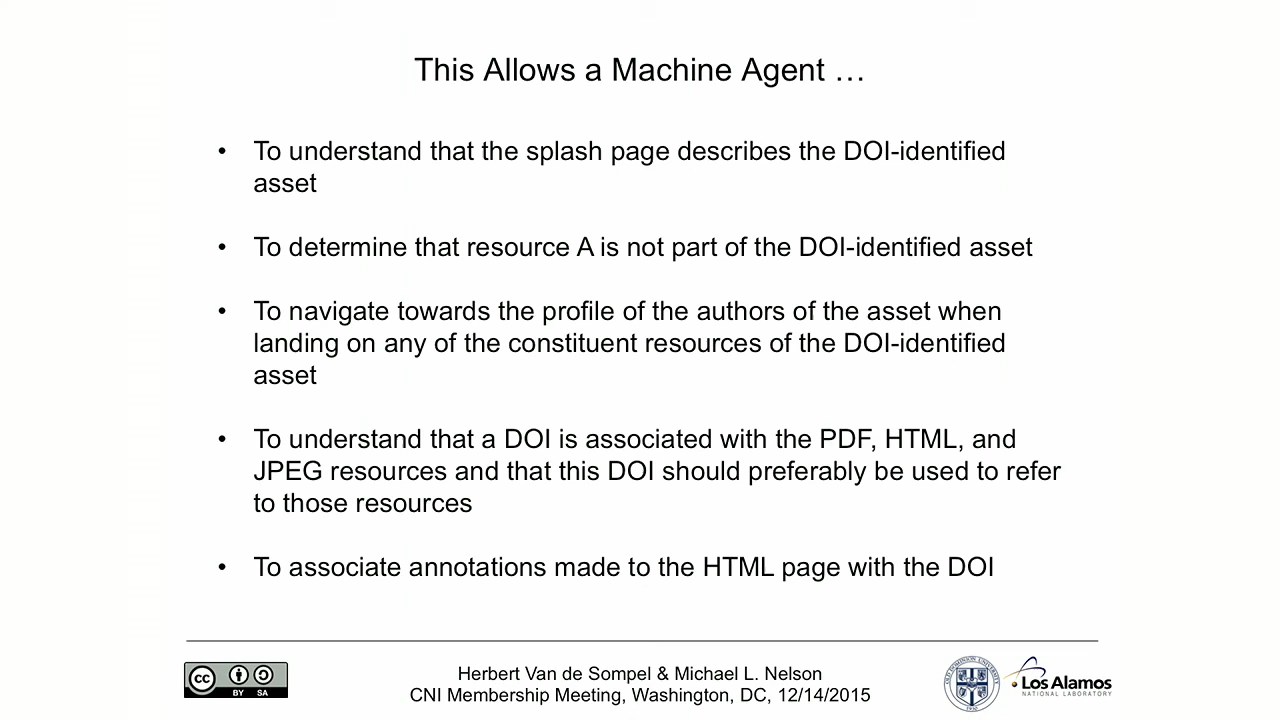 This Allows a Machine Agent …
• To understand that the splash page describes the DOI-identified
asset
• To determine that resource A is not part of the DOI-identified asset
• To navigate towards the profile of the authors of the asset when
landing on any of the constituent resources of the DOI-identified
asset
• To understand that a DOI is associated with the PDF, HTML, and
JPEG resources and that this DOI should preferably be used to refer
to those resources
• To associate annotations made to the HTML page with the DOI
cc BY SA
Herbert Van de Sompel & Michael L. Nelson
CNI Membership Meeting, Washington, DC, 12/14/2015
OLD DOMINION UNIVERSITY
1930
Los Alamos
NATIONAL LABORATORY